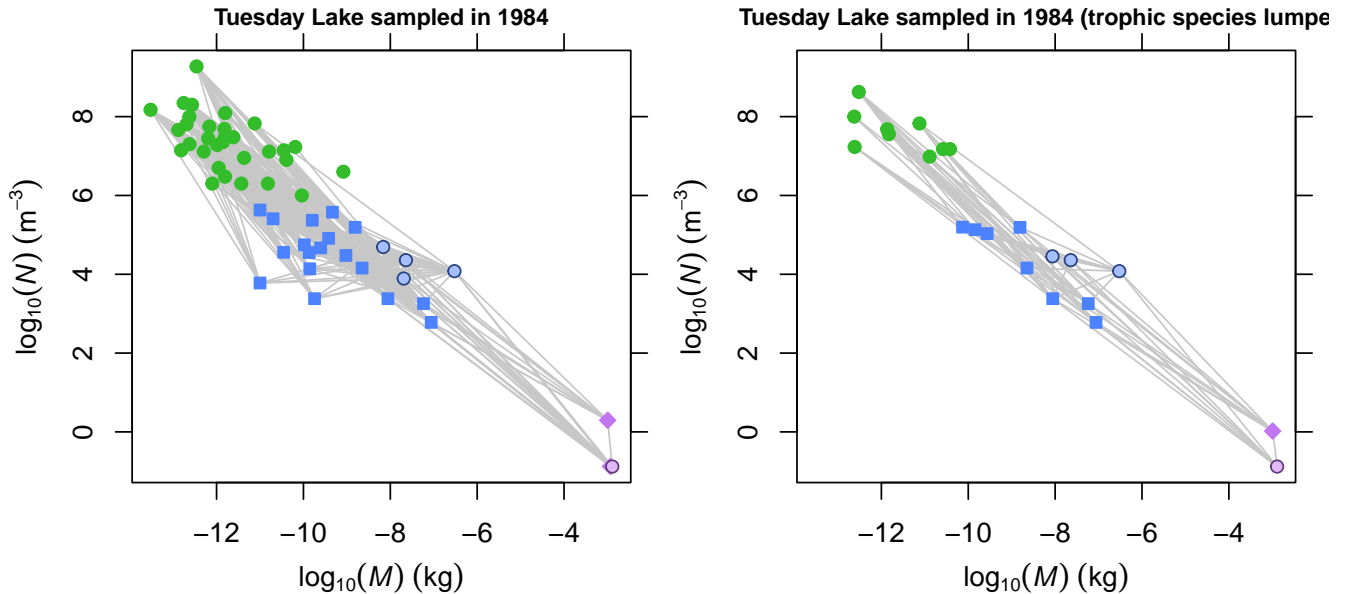 Tuesday Lake sampled in 1984
8
6
4
2
0
log₁₀(N) (m⁻³)
−12 −10 −8 −6 −4
log₁₀(M) (kg)
Tuesday Lake sampled in 1984 (trophic species lumpe
8
6
4
2
0
log₁₀(N) (m⁻³)
−12 −10 −8 −6 −4
log₁₀(M) (kg)